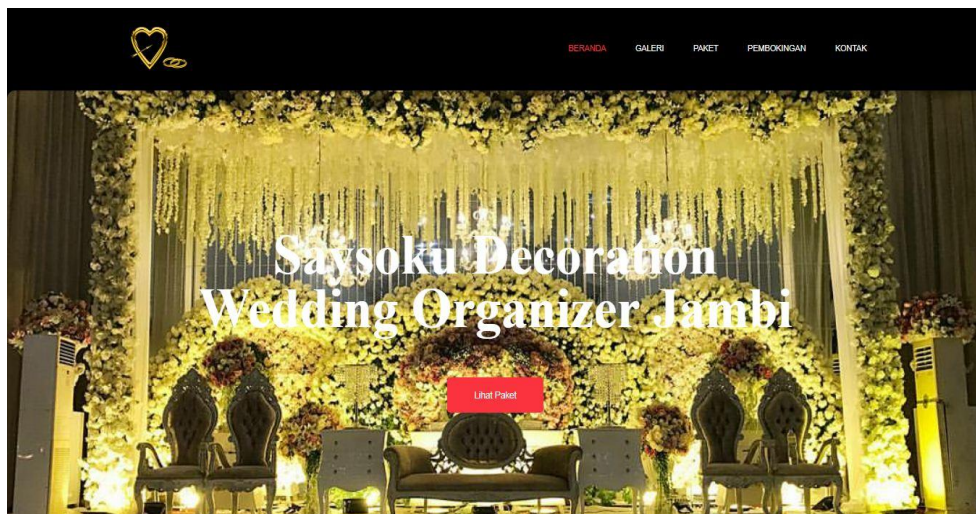 BERANDA GALERI PAKET PEMBOKINGAN KONTAK
Saysoku Decoration
Wedding Organizer Jambi
Lihat Paket